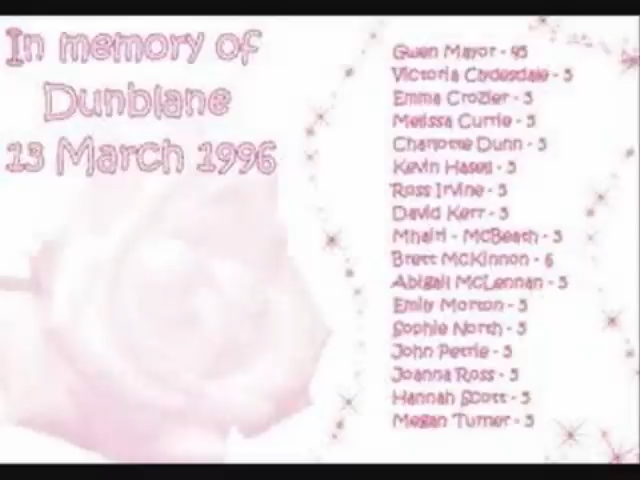 In memory of
Dunblane
13 March 1996
Gwen Mayor - 45
Victoria Clydesdale - 5
Emma Crozier - 5
Melissa Currie - 5
Charlotte Dunn - 5
Kevin Hasell - 5
Ross Irvine - 5
David Kerr - 5
Mhairi - McBeath - 5
Brett McKinnon - 6
Abigail McLennan - 5
Emily Morton - 5
Sophie North - 5
John Petrie - 5
Joanna Ross - 5
Hannah Scott - 5
Megan Turner - 5